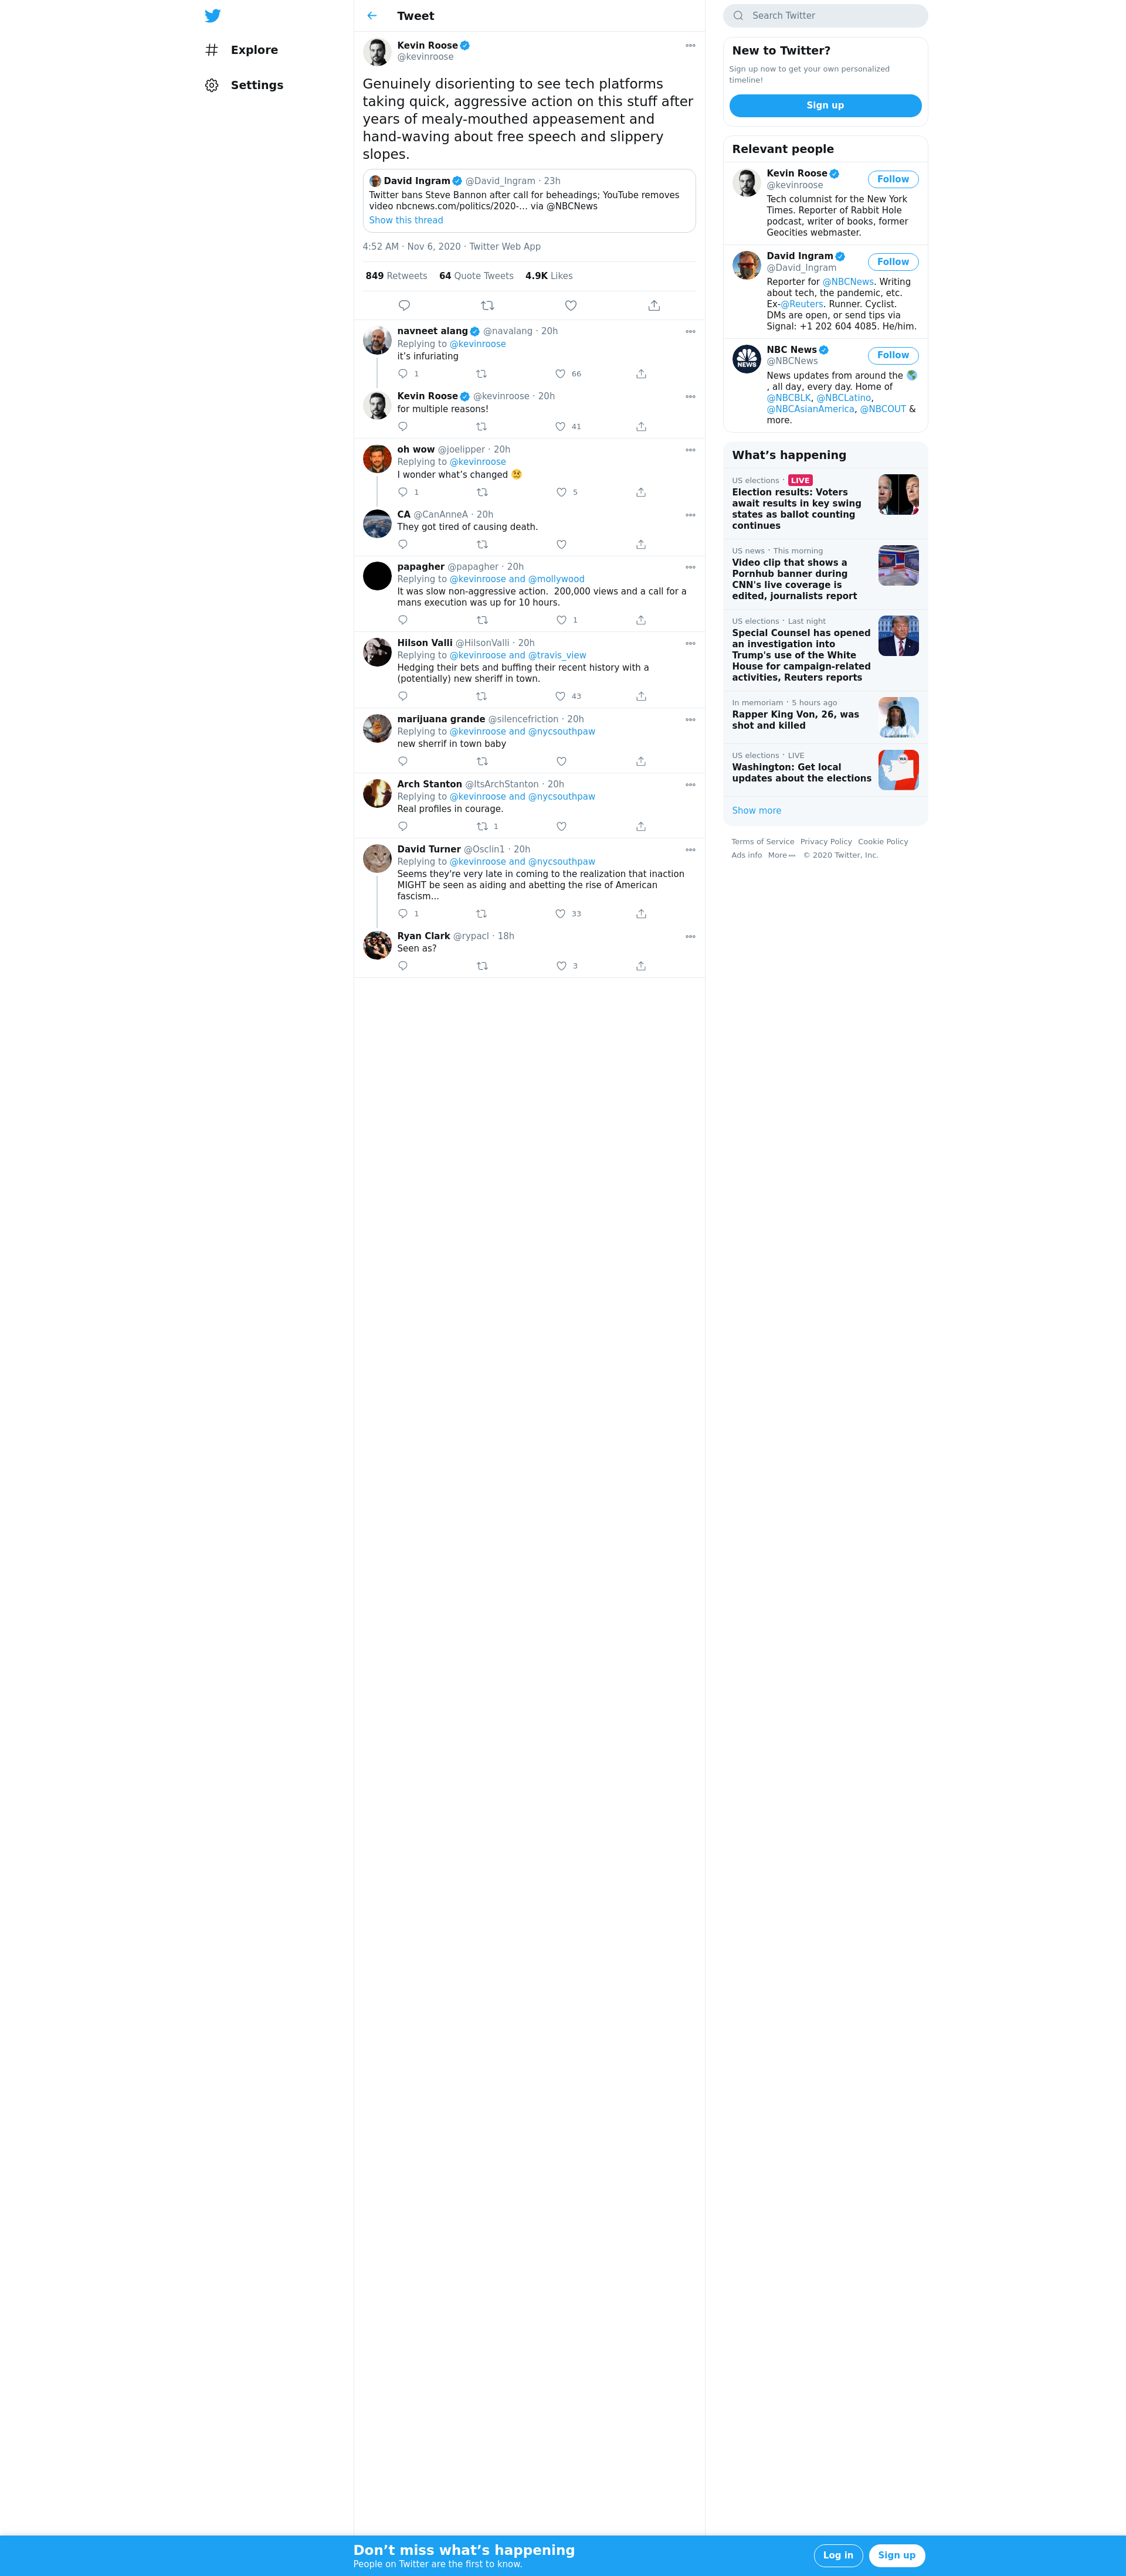 Explore
Settings
Tweet
Kevin Roose
@kevinroose
Genuinely disorienting to see tech platforms
taking quick, aggressive action on this stuff after
years of mealy-mouthed appeasement and
hand-waving about free speech and slippery
slopes.
David Ingram @David_Ingram · 23h
Twitter bans Steve Bannon after call for beheadings; YouTube removes
video nbcnews.com/politics/2020-… via @NBCNews
Show this thread
4:52 AM · Nov 6, 2020 · Twitter Web App
849 Retweets 64 Quote Tweets 4.9K Likes
navneet alang @navalang · 20h
Replying to @kevinroose
it’s infuriating
1 66
Kevin Roose @kevinroose · 20h
for multiple reasons!
41
oh wow @joelipper · 20h
Replying to @kevinroose
I wonder what’s changed 🤨
1 5
CA @CanAnneA · 20h
They got tired of causing death.
papagher @papagher · 20h
Replying to @kevinroose and @mollywood
It was slow non-aggressive action.  200,000 views and a call for a
mans execution was up for 10 hours.
1
Hilson Valli @HilsonValli · 20h
Replying to @kevinroose and @travis_view
Hedging their bets and buffing their recent history with a
(potentially) new sheriff in town.
43
marijuana grande @silencefriction · 20h
Replying to @kevinroose and @nycsouthpaw
new sherrif in town baby
Arch Stanton @ItsArchStanton · 20h
Replying to @kevinroose and @nycsouthpaw
Real profiles in courage.
1
David Turner @Osclin1 · 20h
Replying to @kevinroose and @nycsouthpaw
Seems they're very late in coming to the realization that inaction
MIGHT be seen as aiding and abetting the rise of American
fascism...
1 33
Ryan Clark @rypacl · 18h
Seen as?
3
Search Twitter
New to Twitter?
Sign up now to get your own personalized
timeline!
Sign up
Relevant people
Kevin Roose
@kevinroose
Follow
Tech columnist for the New York
Times. Reporter of Rabbit Hole
podcast, writer of books, former
Geocities webmaster.
David Ingram
@David_Ingram
Follow
Reporter for @NBCNews. Writing
about tech, the pandemic, etc.
Ex-@Reuters. Runner. Cyclist.
DMs are open, or send tips via
Signal: +1 202 604 4085. He/him.
NBC News
@NBCNews
Follow
NEWS
News updates from around the 🌎
, all day, every day. Home of
@NBCBLK, @NBCLatino,
@NBCAsianAmerica, @NBCOUT &
more.
What’s happening
US elections · LIVE
Election results: Voters
await results in key swing
states as ballot counting
continues
US news · This morning
Video clip that shows a
Pornhub banner during
CNN's live coverage is
edited, journalists report
US elections · Last night
Special Counsel has opened
an investigation into
Trump's use of the White
House for campaign-related
activities, Reuters reports
In memoriam · 5 hours ago
Rapper King Von, 26, was
shot and killed
US elections · LIVE
Washington: Get local
updates about the elections
WA
Show more
Terms of Service Privacy Policy Cookie Policy
Ads info More © 2020 Twitter, Inc.
Don’t miss what’s happening
People on Twitter are the first to know.
Log in
Sign up